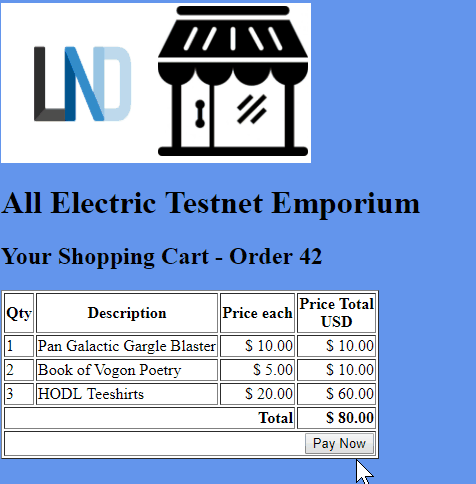 LND
All Electric Testnet Emporium
Your Shopping Cart - Order 42
Qty Description Price each Price Total
USD
1 Pan Galactic Gargle Blaster $ 10.00 $ 10.00
2 Book of Vogon Poetry $ 5.00 $ 10.00
3 HODL Teeshirts $ 20.00 $ 60.00
Total $ 80.00
Pay Now